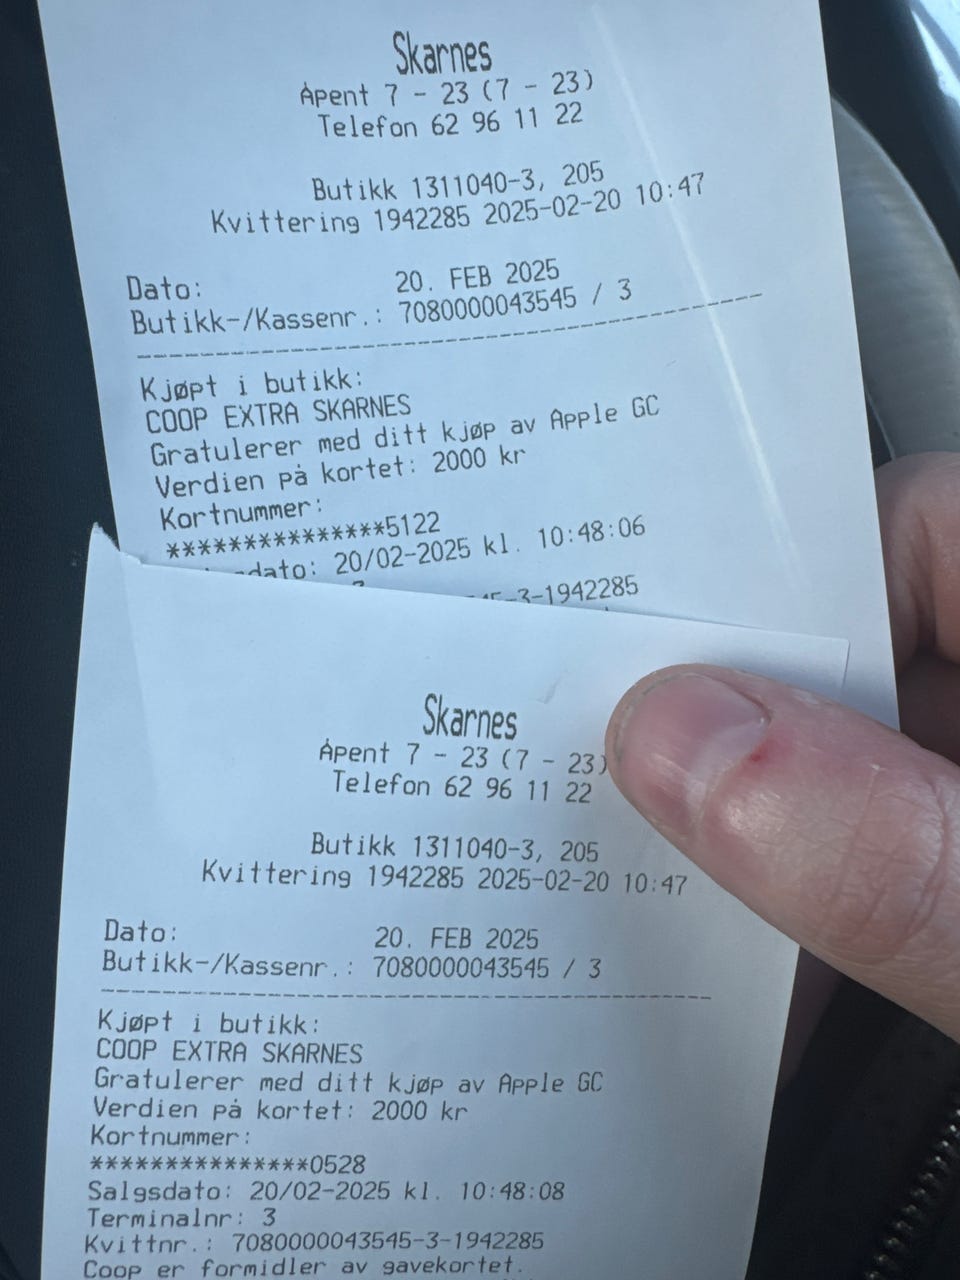 Skarnes
Åpent 7 - 23 (7 - 23)
Telefon 62 96 11 22
Butikk 1311040-3, 205
Kvittering 1942285 2025-02-20 10:47
Dato: 20. FEB 2025
Butikk-/Kassenr.: 7080000043545 / 3
Kjøpt i butikk:
COOP EXTRA SKARNES
Gratulerer med ditt kjøp av Apple GC
Verdien på kortet: 2000 kr
Kortnummer:
***************5122
dato: 20/02-2025 kl. 10:48:06
-3-1942285
Skarnes
Åpent 7 - 23 (7 - 23)
Telefon 62 96 11 22
Butikk 1311040-3, 205
Kvittering 1942285 2025-02-20 10:47
Dato: 20. FEB 2025
Butikk-/Kassenr.: 7080000043545 / 3
Kjøpt i butikk:
COOP EXTRA SKARNES
Gratulerer med ditt kjøp av Apple GC
Verdien på kortet: 2000 kr
Kortnummer:
***************0528
Salgsdato: 20/02-2025 kl. 10:48:08
Terminalnr: 3
Kvittnr.: 7080000043545-3-1942285
Coop er formidler av gavekortet.